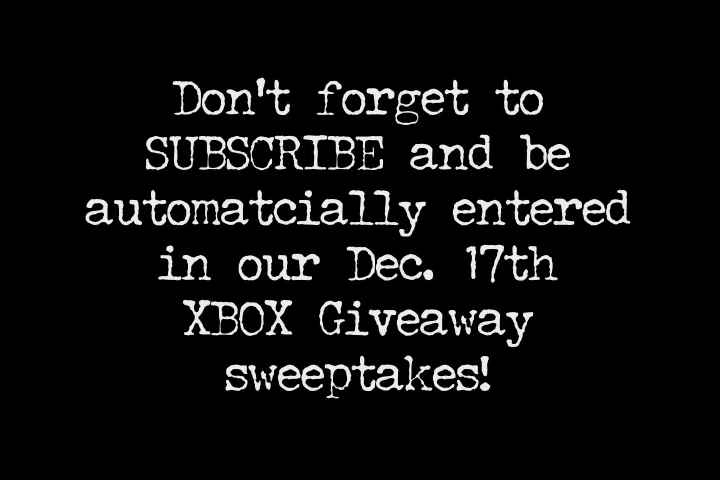 Don't forget to
SUBSCRIBE and be
automatcially entered
in our Dec. 17th
XBOX Giveaway
sweeptakes!